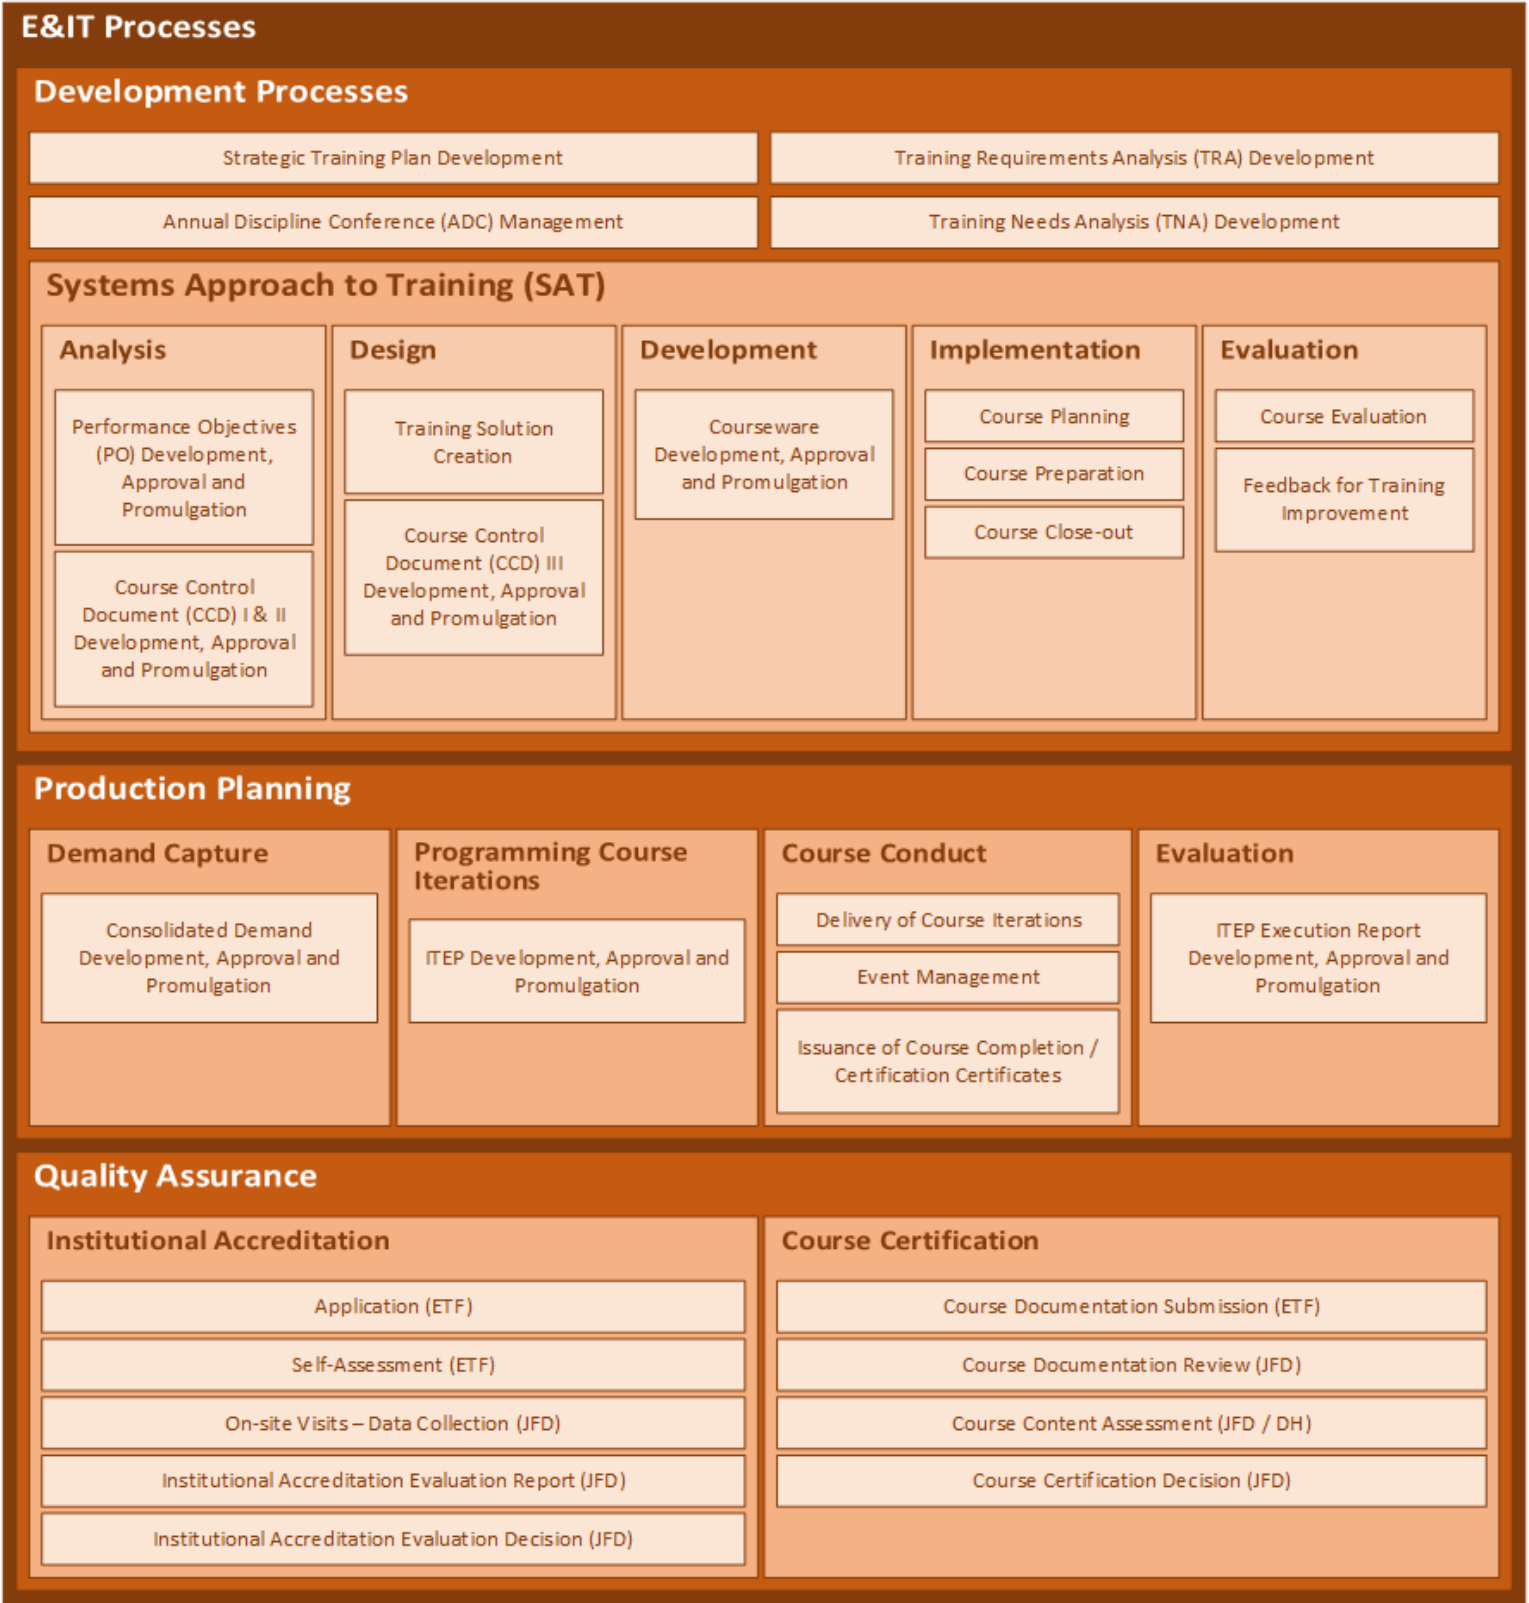 E&IT Processes
Development Processes
Strategic Training Plan Development
Training Requirements Analysis (TRA) Development
Annual Discipline Conference (ADC) Management
Training Needs Analysis (TNA) Development
Systems Approach to Training (SAT)
Analysis
Performance Objectives
(PO) Development,
Approval and
Promulgation
Course Control
Document (CCD) I & II
Development, Approval
and Promulgation
Design
Training Solution
Creation
Course Control
Document (CCD) III
Development, Approval
and Promulgation
Development
Courseware
Development, Approval
and Promulgation
Implementation
Course Planning
Course Preparation
Course Close-out
Evaluation
Course Evaluation
Feedback for Training
Improvement
Production Planning
Demand Capture
Consolidated Demand
Development, Approval and
Promulgation
Programming Course
Iterations
ITEP Development, Approval and
Promulgation
Course Conduct
Delivery of Course Iterations
Event Management
Issuance of Course Completion /
Certification Certificates
Evaluation
ITEP Execution Report
Development, Approval and
Promulgation
Quality Assurance
Institutional Accreditation
Application (ETF)
Self-Assessment (ETF)
On-site Visits – Data Collection (JFD)
Institutional Accreditation Evaluation Report (JFD)
Institutional Accreditation Evaluation Decision (JFD)
Course Certification
Course Documentation Submission (ETF)
Course Documentation Review (JFD)
Course Content Assessment (JFD / DH)
Course Certification Decision (JFD)